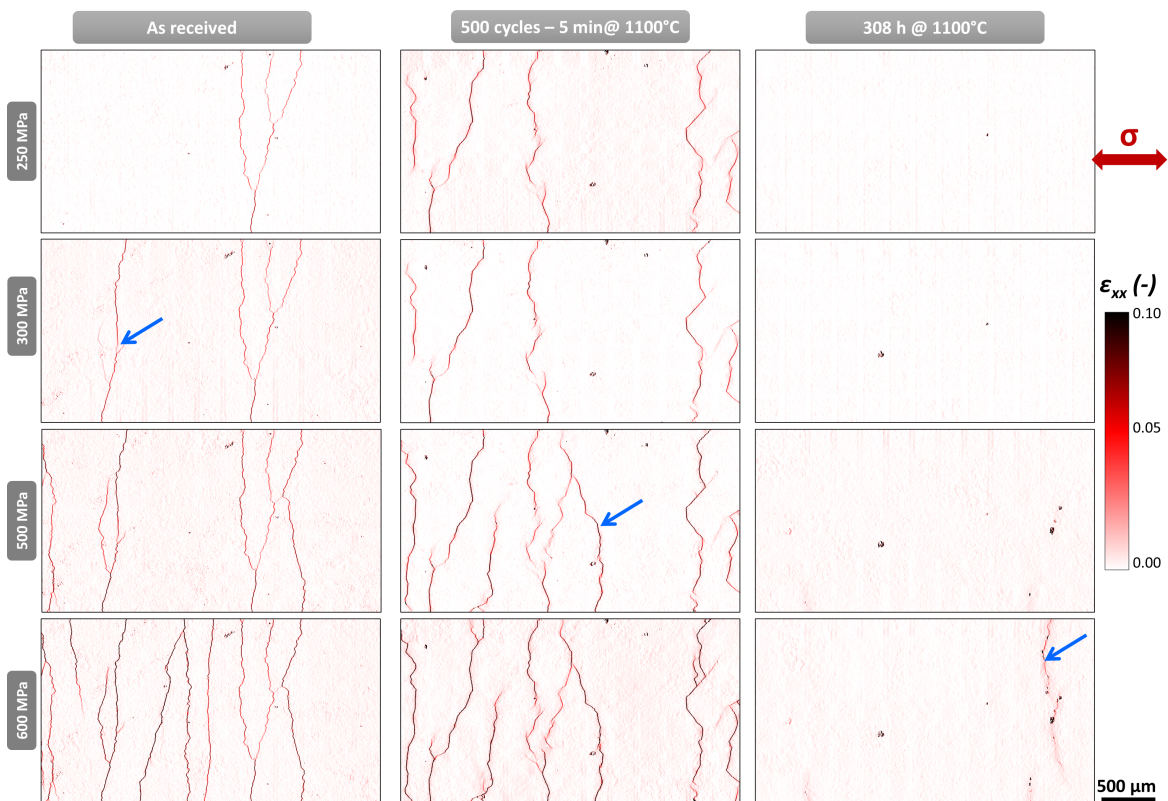 As received
500 cycles – 5 min@ 1100°C
308 h @ 1100°C
250 MPa
σ
300 MPa
εxx (-)
0.10
0.05
0.00
500 MPa
600 MPa
500 µm